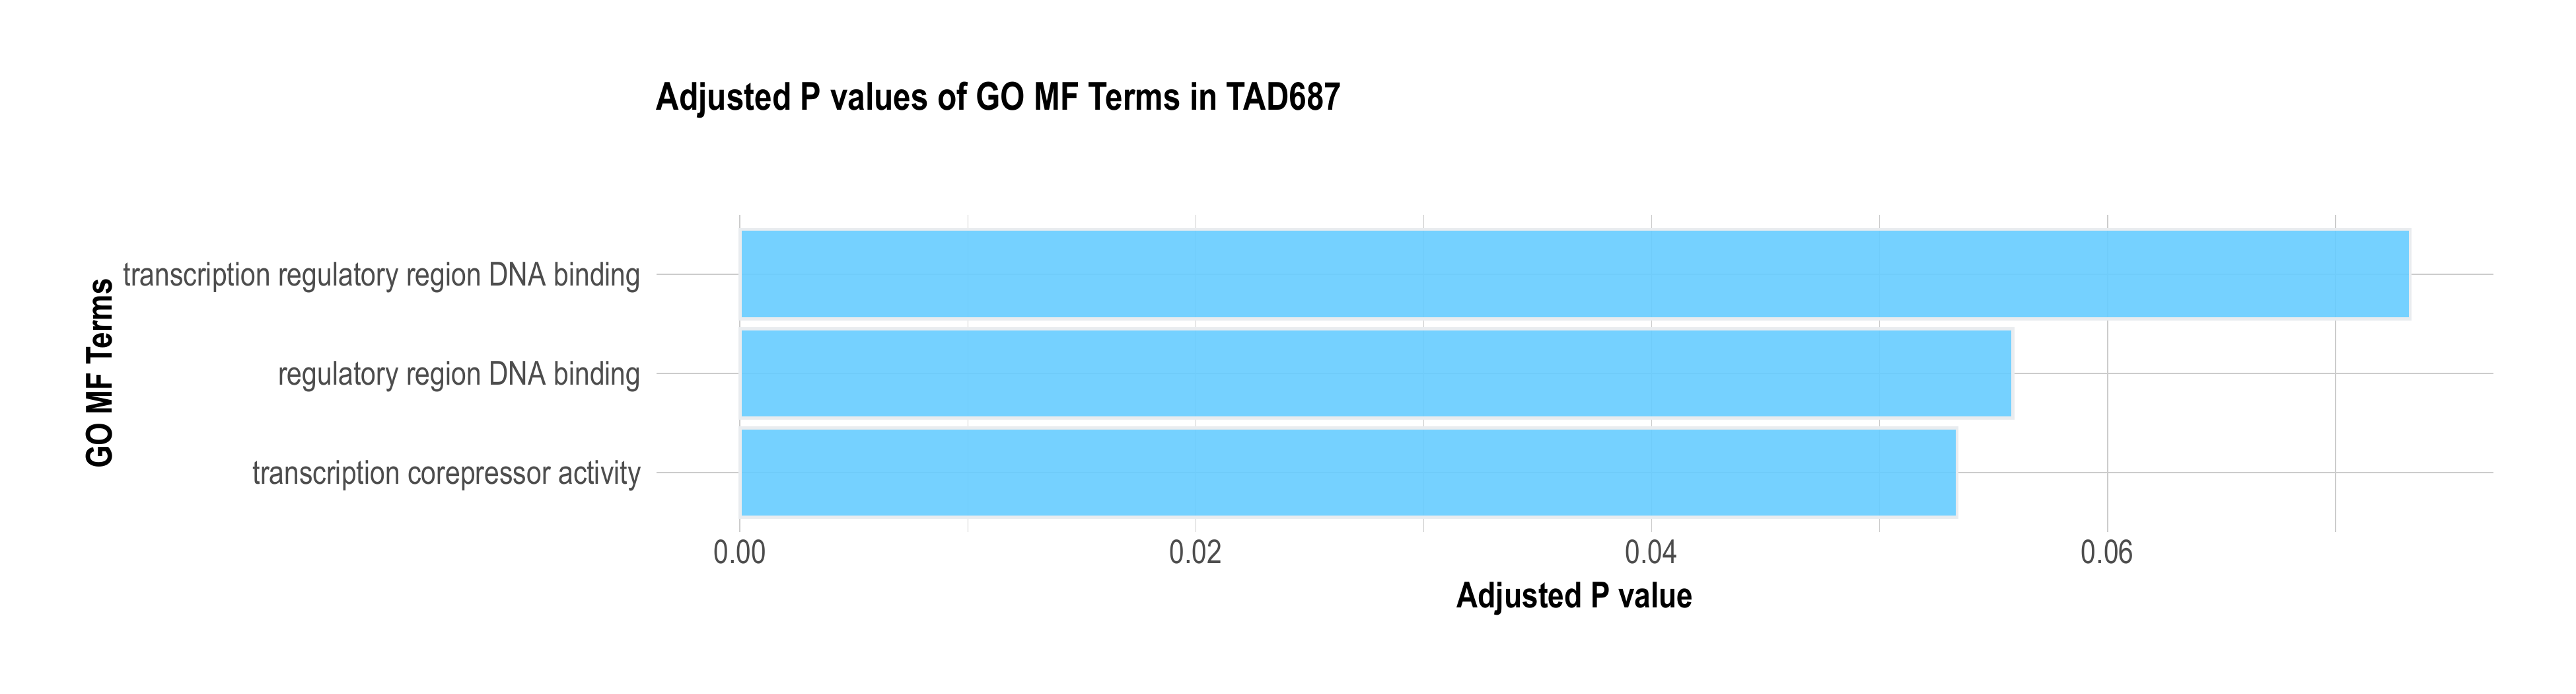 Adjusted P values of GO MF Terms in TAD687
GO MF Terms
transcription regulatory region DNA binding
regulatory region DNA binding
transcription corepressor activity
0.00
0.02
0.04
0.06
Adjusted P value